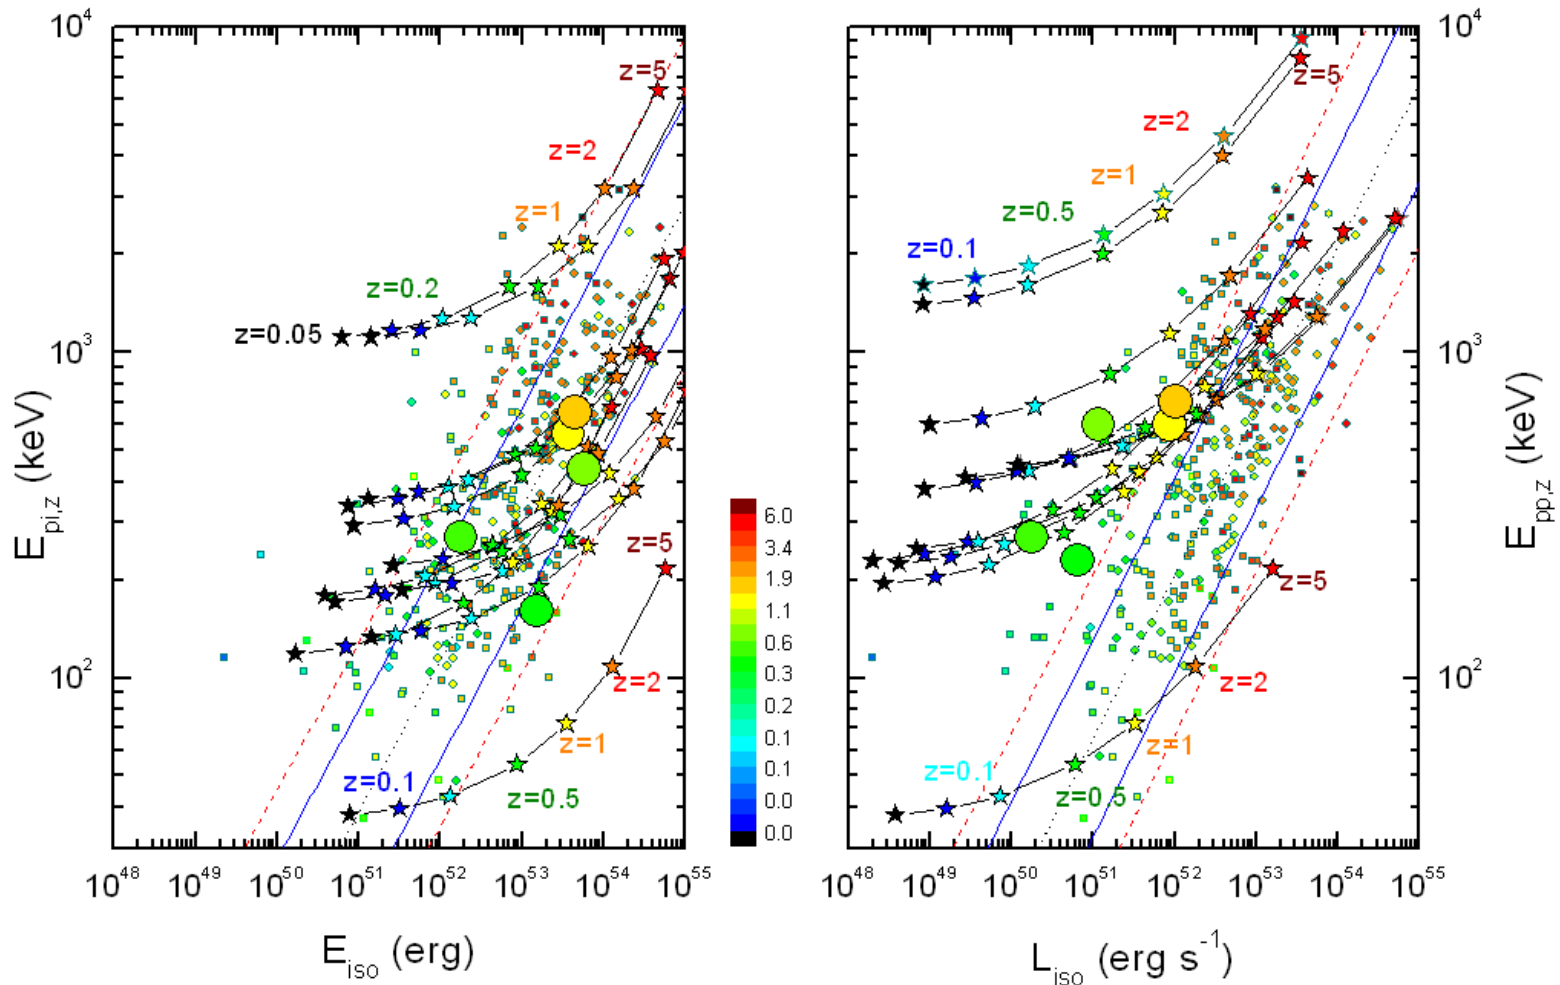 10^4
10^4
z=5
z=5
z=2
z=2
z=1
z=1
z=0.5
z=0.2
z=0.1
z=0.05
10^3
10^3
E_pi,z (keV)
E_pp,z (keV)
6.0
3.4
1.9
1.1
0.6
0.3
0.2
0.1
0.1
0.0
0.0
z=5
z=5
10^2
10^2
z=2
z=2
z=1
z=1
z=0.1
z=0.1
z=0.5
z=0.5
10^48 10^49 10^50 10^51 10^52 10^53 10^54 10^55
10^48 10^49 10^50 10^51 10^52 10^53 10^54 10^55
E_iso (erg)
L_iso (erg s^-1)